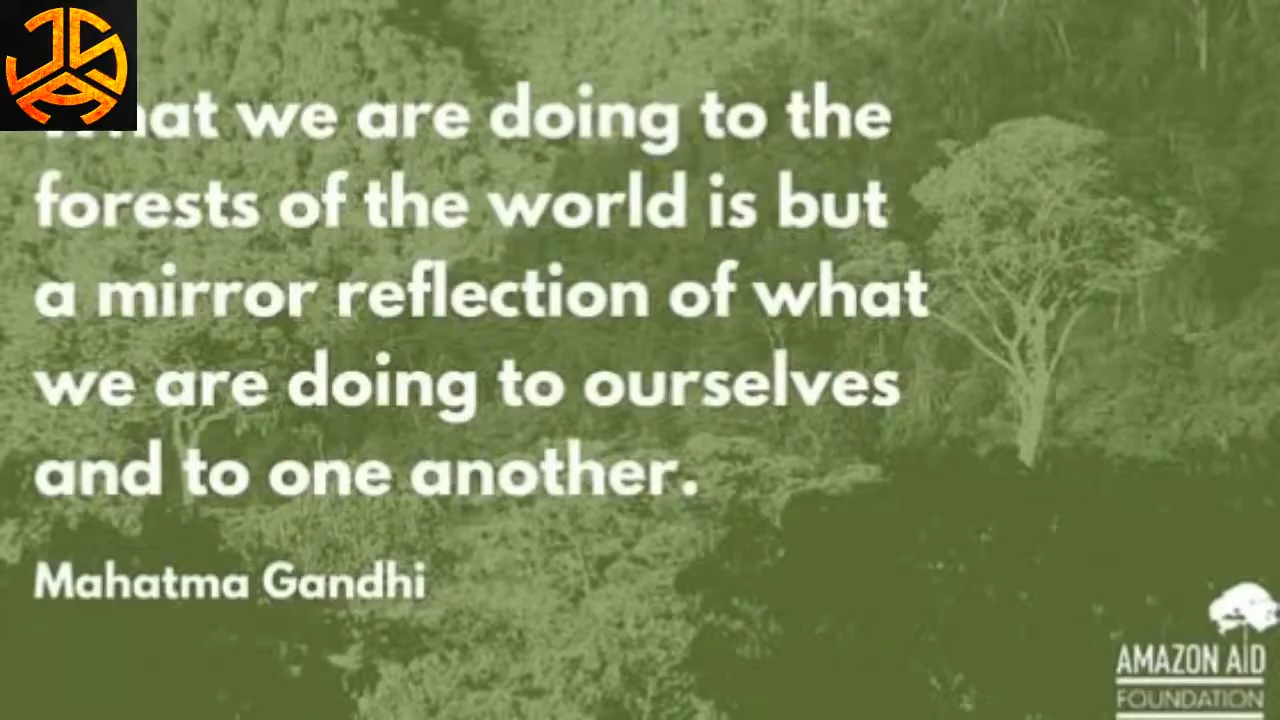 What we are doing to the
forests of the world is but
a mirror reflection of what
we are doing to ourselves
and to one another.
Mahatma Gandhi
AMAZON AID
FOUNDATION